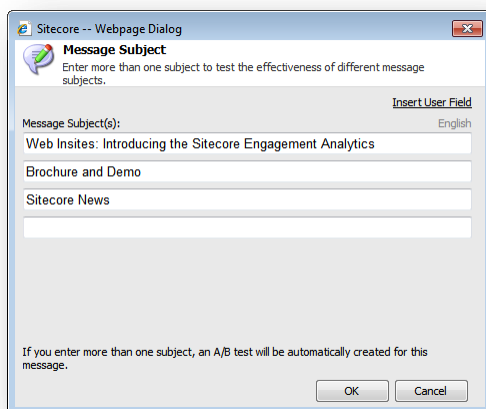 Sitecore -- Webpage Dialog
Message Subject
Enter more than one subject to test the effectiveness of different message
subjects.
Insert User Field
Message Subject(s): English
Web Insites: Introducing the Sitecore Engagement Analytics
Brochure and Demo
Sitecore News
If you enter more than one subject, an A/B test will be automatically created for this
message.
OK Cancel